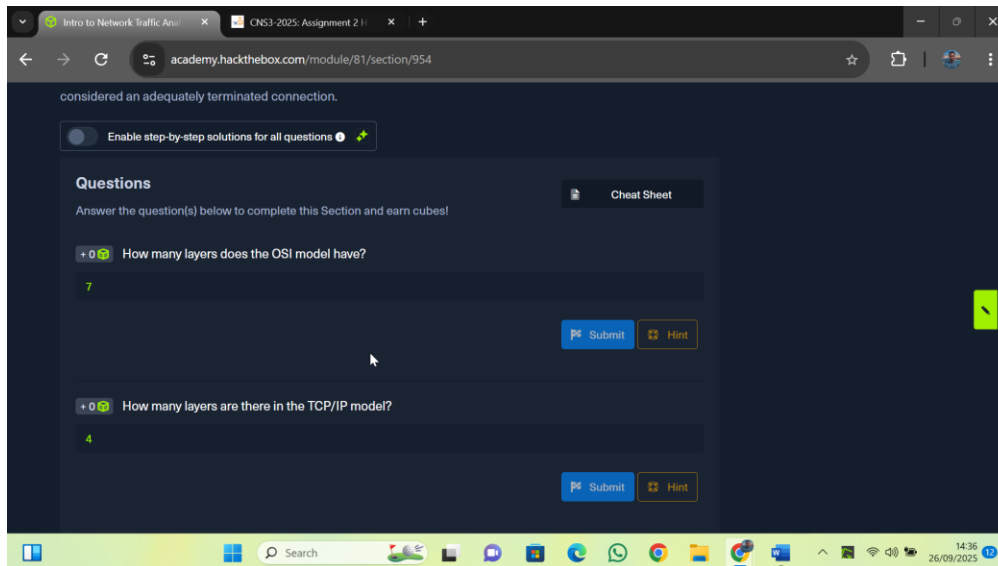 Intro to Network Traffic Anal
CNS3-2025: Assignment 2 H
academy.hackthebox.com/module/81/section/954
considered an adequately terminated connection.
Enable step-by-step solutions for all questions
Questions
Cheat Sheet
Answer the question(s) below to complete this Section and earn cubes!
+ 0 How many layers does the OSI model have?
7
Submit Hint
+ 0 How many layers are there in the TCP/IP model?
4
Submit Hint
Search
14:36
26/09/2025
12